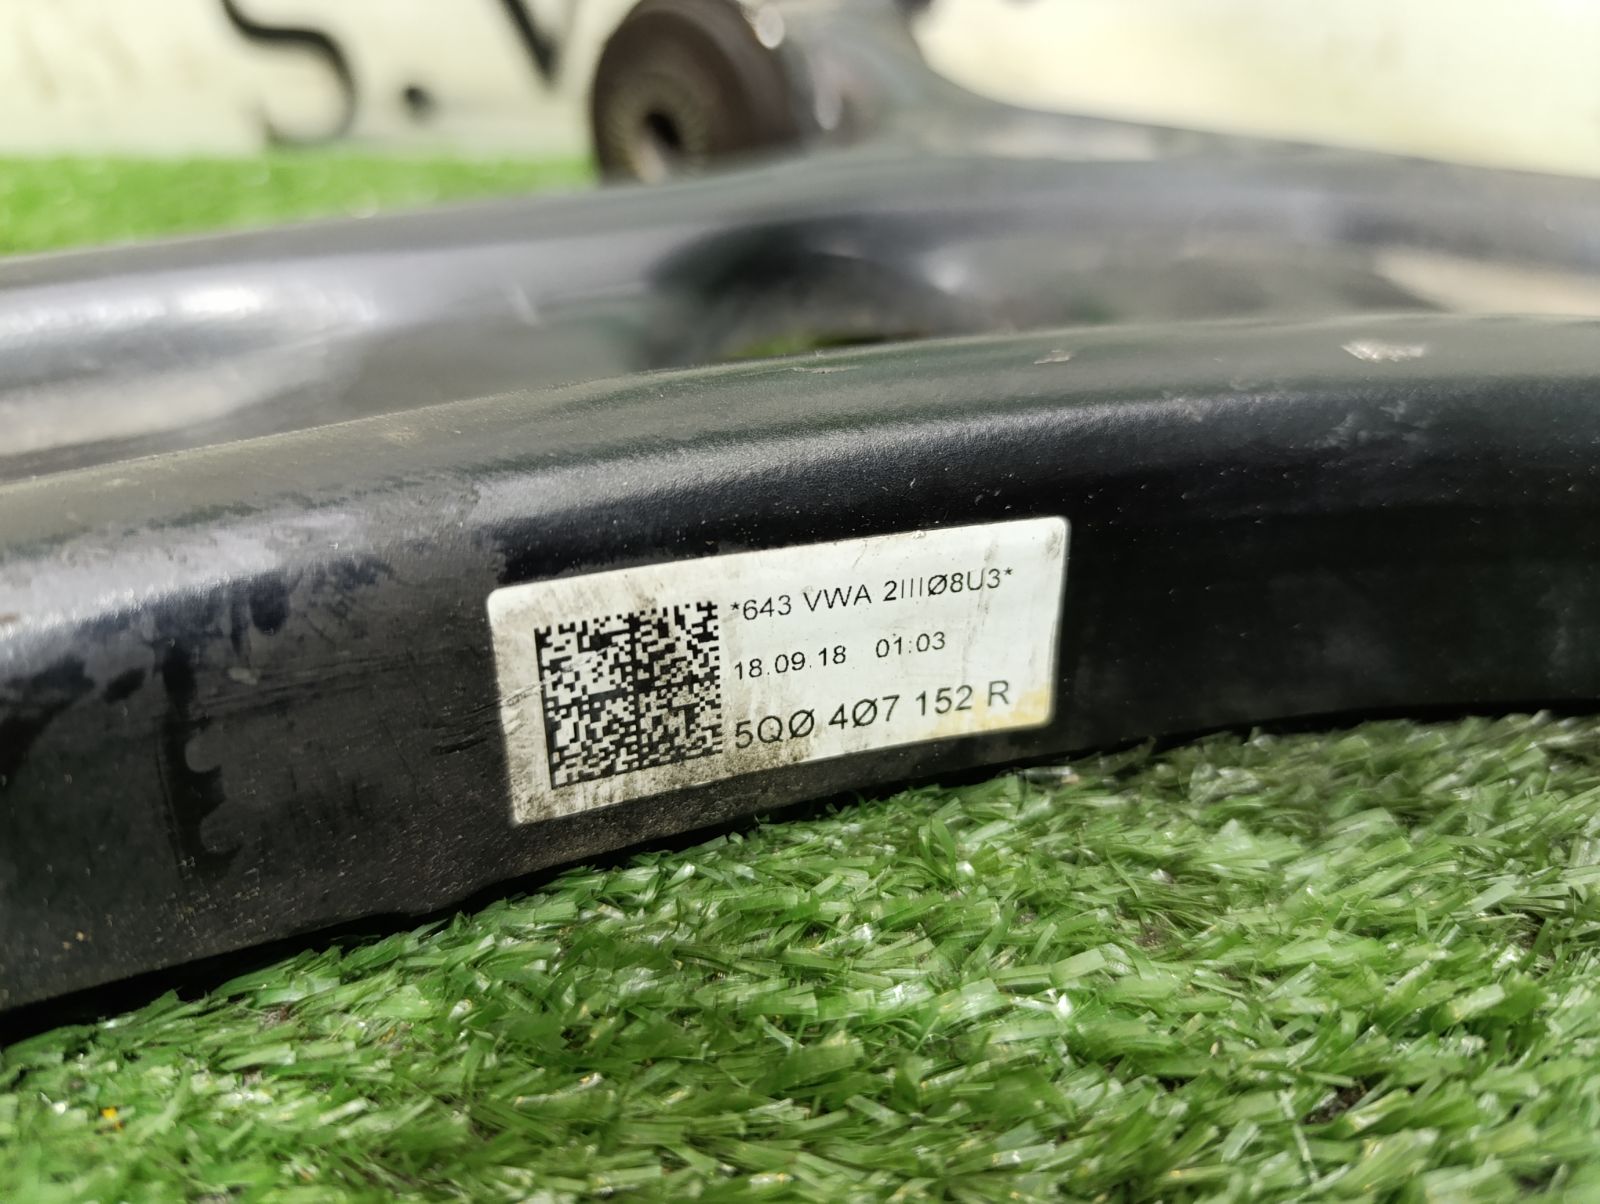 S.V
*643 VWA 2IIIØ8U3*
18.09.18 01:03
5QØ 4Ø7 152 R